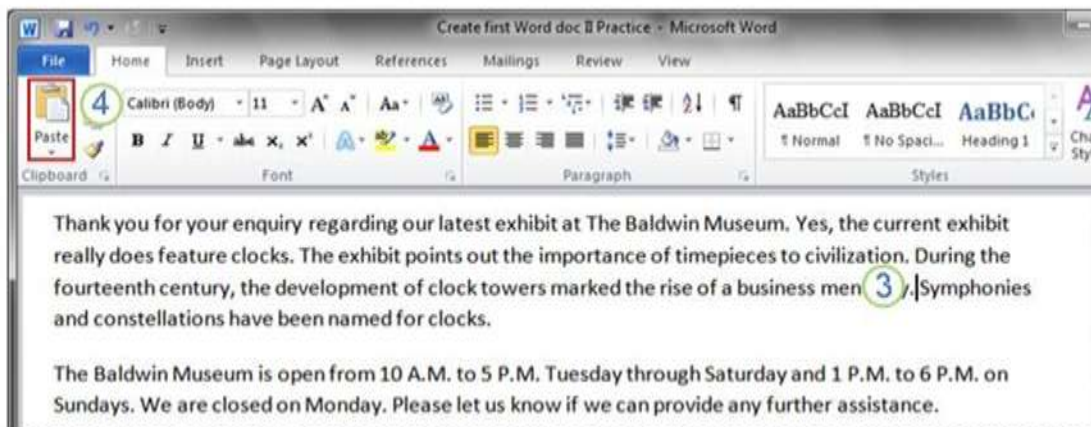 Create first Word doc II Practice - Microsoft Word
File Home Insert Page Layout References Mailings Review View
4 Calibri (Body) 11 A A Aa
Paste B I U abc x, x² A ab A
AaBbCcI AaBbCcI AaBbC
¶ Normal ¶ No Spaci... Heading 1
Clipboard Font Paragraph Styles
Thank you for your enquiry regarding our latest exhibit at The Baldwin Museum. Yes, the current exhibit
really does feature clocks. The exhibit points out the importance of timepieces to civilization. During the
fourteenth century, the development of clock towers marked the rise of a business men 3 y. Symphonies
and constellations have been named for clocks.
The Baldwin Museum is open from 10 A.M. to 5 P.M. Tuesday through Saturday and 1 P.M. to 6 P.M. on
Sundays. We are closed on Monday. Please let us know if we can provide any further assistance.